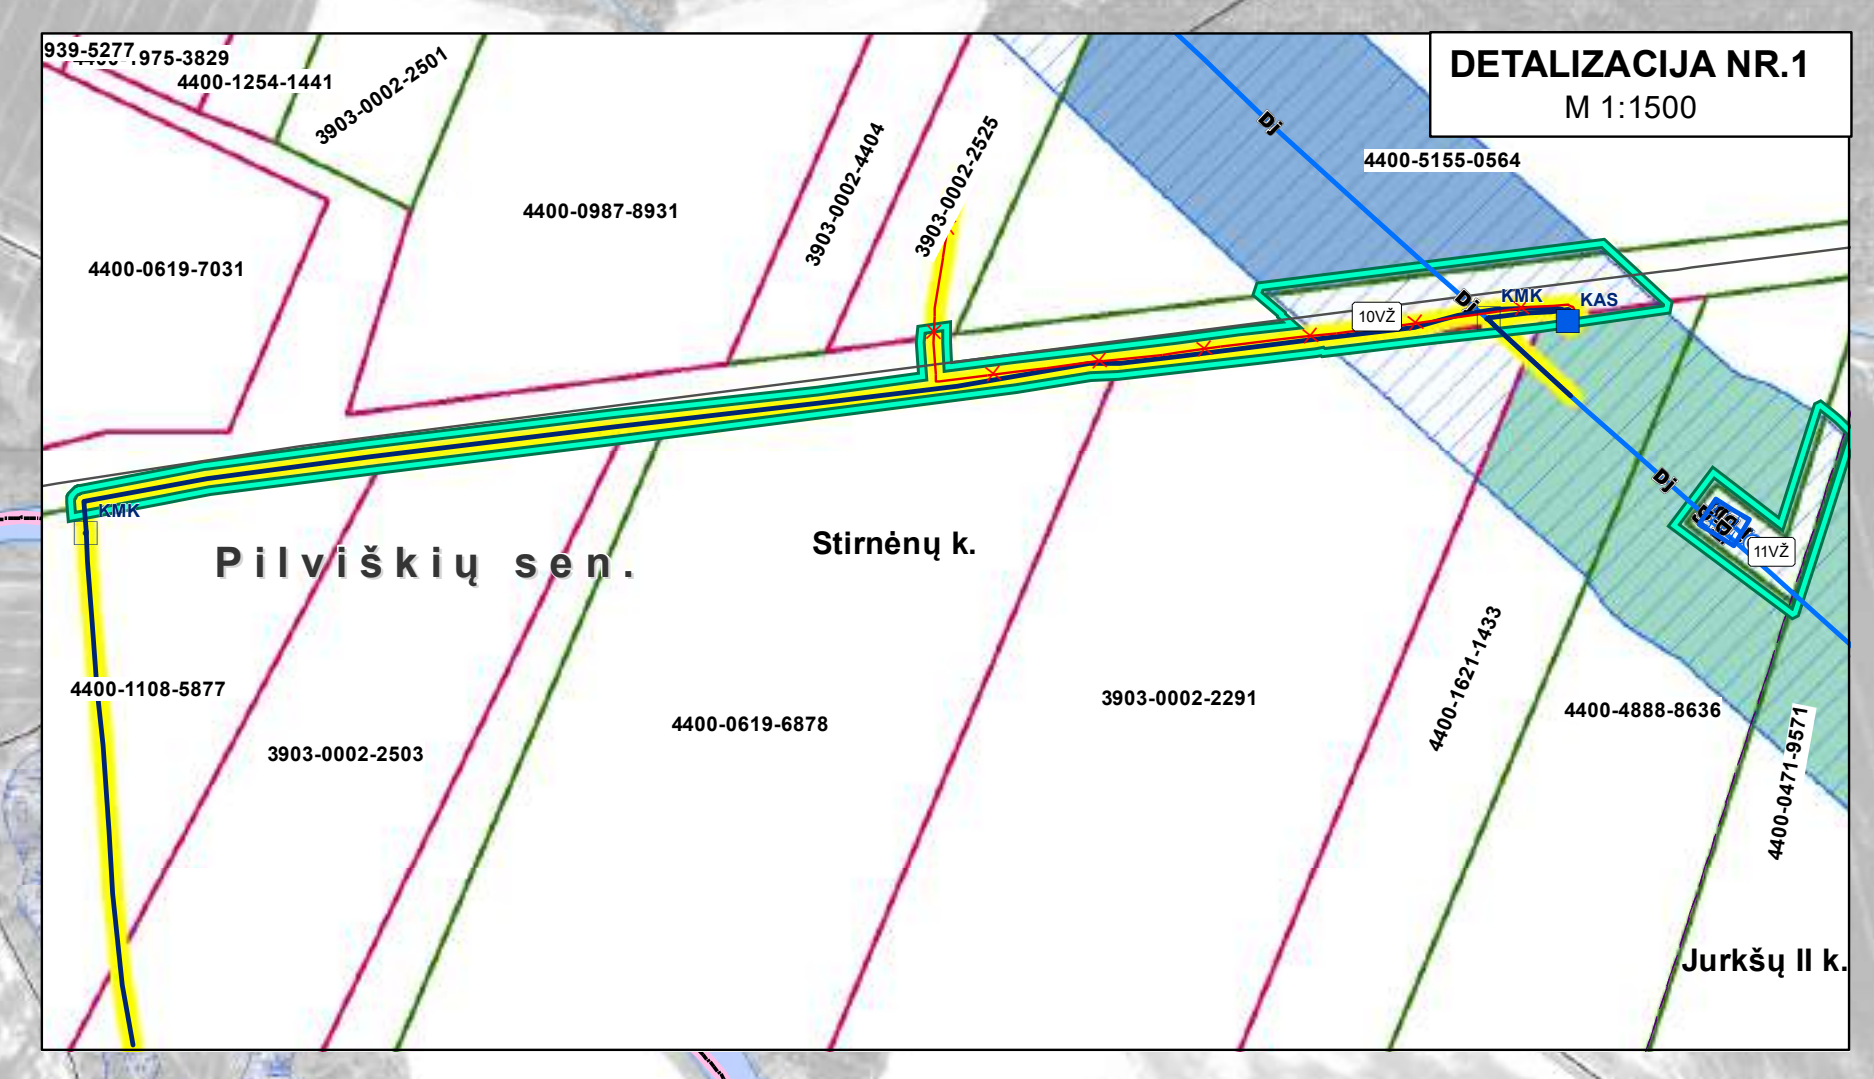 DETALIZACIJA NR.1
M 1:1500
939-5277
975-3829
4400-1254-1441
3903-0002-2501
4400-0987-8931
3903-0002-4404
3903-0002-2525
4400-5155-0564
4400-0619-7031
Dj
Dj
KMK
KAS
10VŽ
KMK
Dj
11VŽ
Pilviškių sen.
Stirnėnų k.
4400-1108-5877
3903-0002-2503
4400-0619-6878
3903-0002-2291
4400-1621-1433
4400-4888-8636
4400-0471-9571
Jurkšų II k.